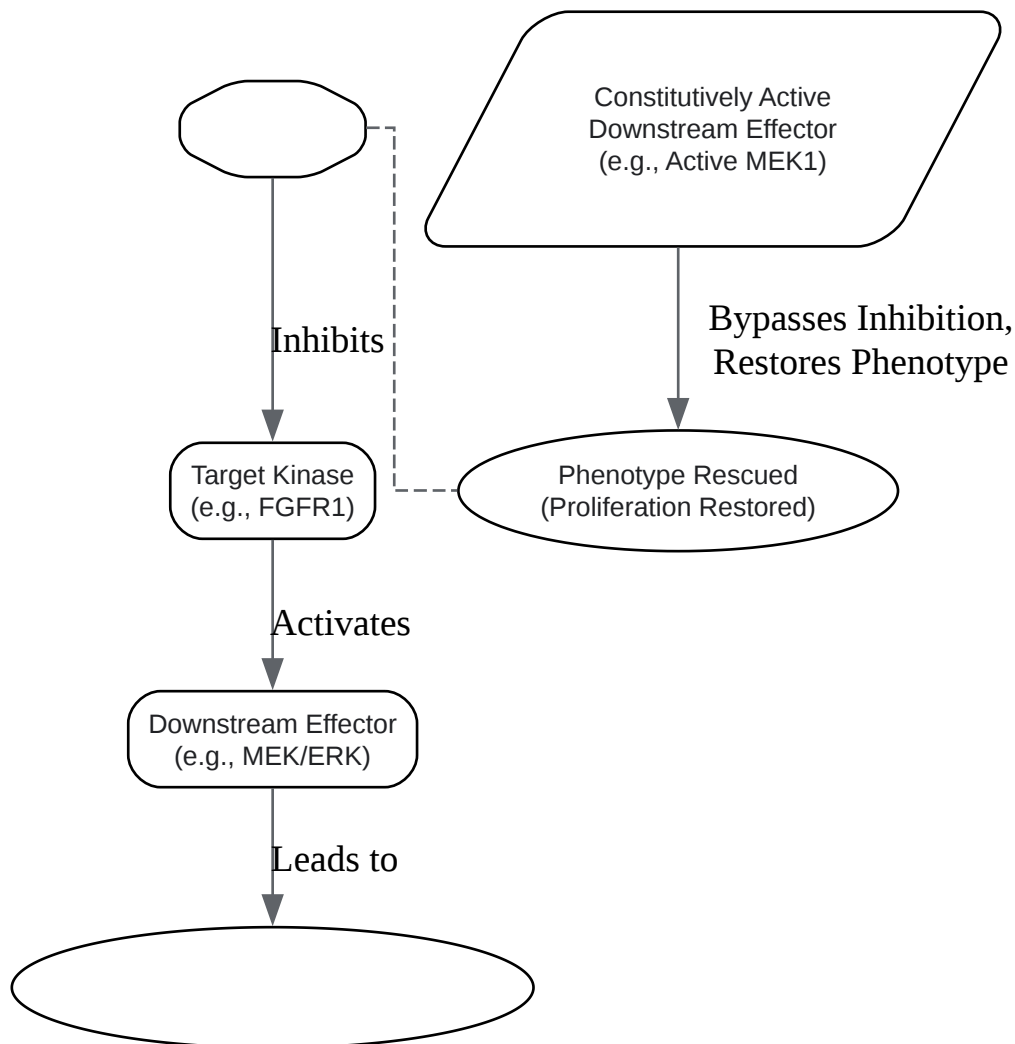 Constitutively Active
Downstream Effector
(e.g., Active MEK1)
Inhibits
Bypasses Inhibition,
Restores Phenotype
Target Kinase
(e.g., FGFR1)
Phenotype Rescued
(Proliferation Restored)
Activates
Downstream Effector
(e.g., MEK/ERK)
Leads to